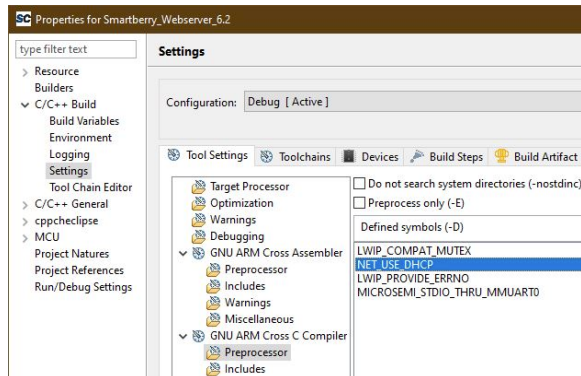 SC Properties for Smartberry_Webserver_6.2
type filter text
Settings
Resource
Builders
C/C++ Build
Build Variables
Environment
Logging
Settings
Tool Chain Editor
C/C++ General
cppcheclipse
MCU
Project Natures
Project References
Run/Debug Settings
Configuration: Debug [ Active ]
Tool Settings Toolchains Devices Build Steps Build Artifact
Target Processor
Optimization
Warnings
Debugging
GNU ARM Cross Assembler
Preprocessor
Includes
Warnings
Miscellaneous
GNU ARM Cross C Compiler
Preprocessor
Includes
Do not search system directories (-nostdinc)
Preprocess only (-E)
Defined symbols (-D)
LWIP_COMPAT_MUTEX
NET_USE_DHCP
LWIP_PROVIDE_ERRNO
MICROSEMI_STDIO_THRU_MMUART0